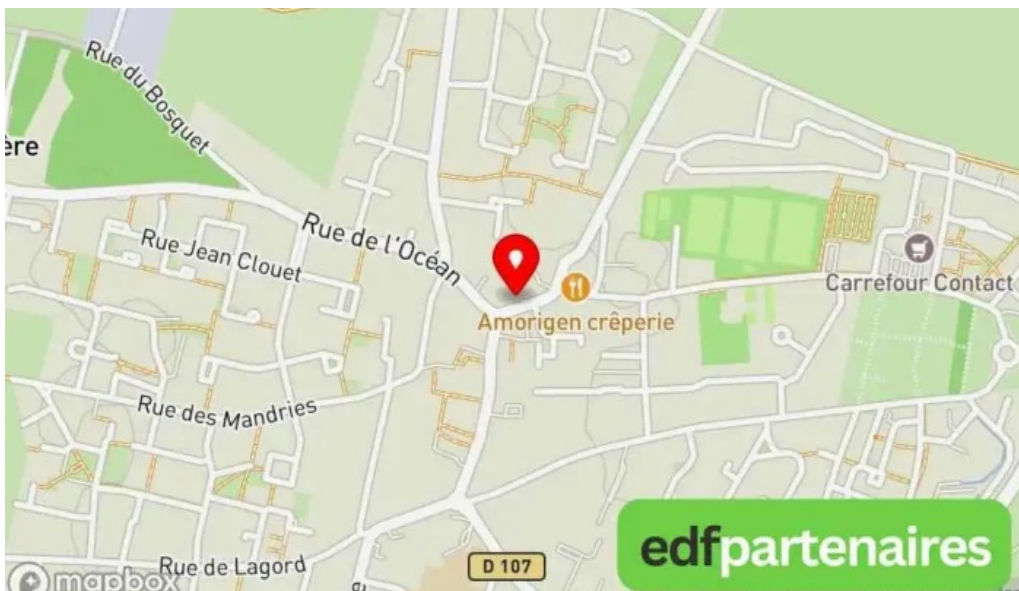 Rue du Bosquet
ère
Rue de l'Océan
Rue Jean Clouet
Carrefour Contact
Amorigen crêperie
Rue des Mandries
edfpartenaires
Rue de Lagord
D 107
mapbox